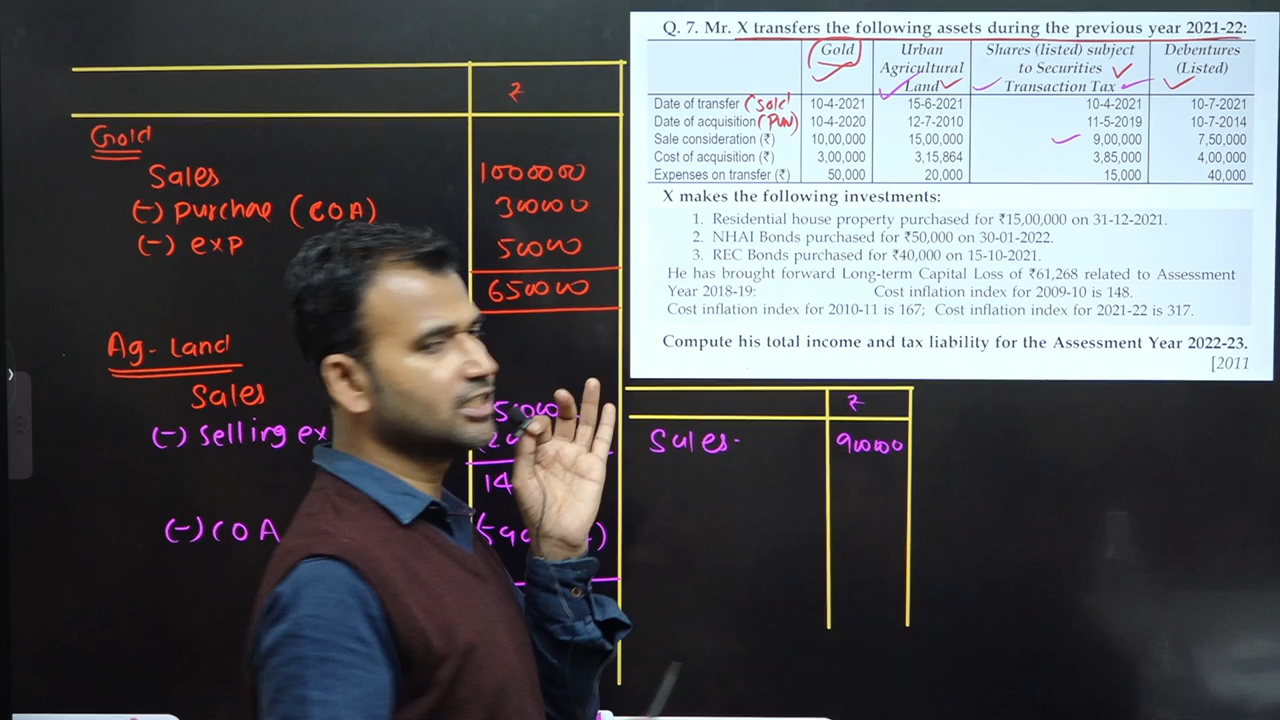 ₹
Gold
Sales 1000000
(-) Purchae (COA) 300000
(-) exp 50000
650000
Ag- Land
Sales
(-) Selling ex
(-) COA
Q. 7. Mr. X transfers the following assets during the previous year 2021-22:
Gold Urban Agricultural Land Shares (listed) subject to Securities Transaction Tax Debentures (Listed)
Date of transfer (Sold) 10-4-2021 15-6-2021 10-4-2021 10-7-2021
Date of acquisition (Pur) 10-4-2020 12-7-2010 11-5-2019 10-7-2014
Sale consideration (₹) 10,00,000 15,00,000 9,00,000 7,50,000
Cost of acquisition (₹) 3,00,000 3,15,864 3,85,000 4,00,000
Expenses on transfer (₹) 50,000 20,000 15,000 40,000
X makes the following investments:
1. Residential house property purchased for ₹15,00,000 on 31-12-2021.
2. NHAI Bonds purchased for ₹50,000 on 30-01-2022.
3. REC Bonds purchased for ₹40,000 on 15-10-2021.
He has brought forward Long-term Capital Loss of ₹61,268 related to Assessment
Year 2018-19: Cost inflation index for 2009-10 is 148.
Cost inflation index for 2010-11 is 167; Cost inflation index for 2021-22 is 317.
Compute his total income and tax liability for the Assessment Year 2022-23.
[2011
₹
Sales- 900000